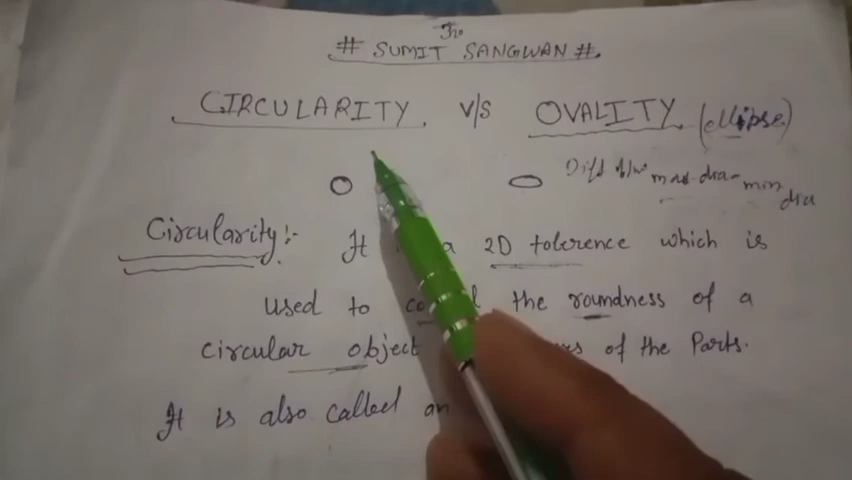 # SUMIT SANGWAN #.
CIRCULARITY. V/S OVALITY. (ellipse)
Diff b/w max dia - min dia
Circularity :- It a 2D tolerence which is
used to the roundness of a
circular object of the Parts.
It is also called an